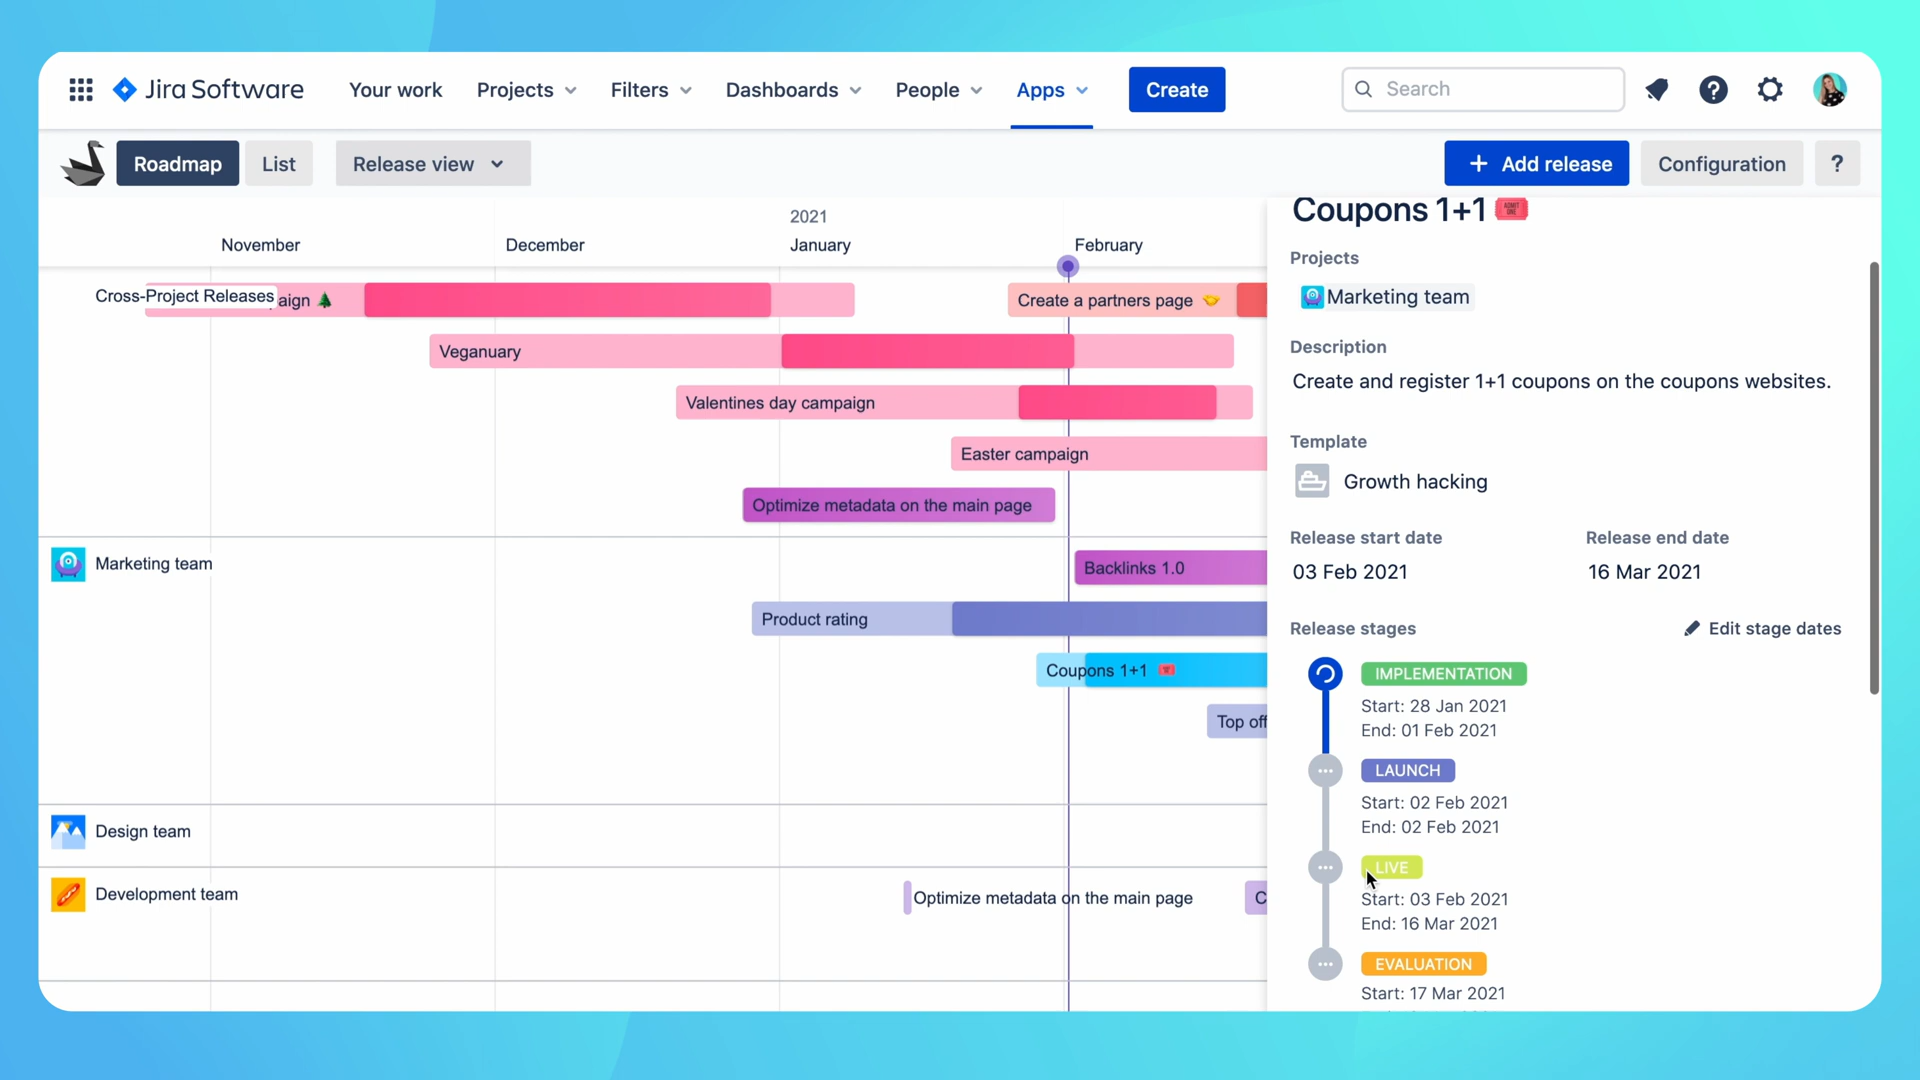 Jira Software
Your work
Projects
Filters
Dashboards
People
Apps
Create
Search
Roadmap
List
Release view
+ Add release
Configuration
?
2021
November
December
January
February
Cross-Project Releases
aign
Create a partners page
Veganuary
Valentines day campaign
Easter campaign
Optimize metadata on the main page
Marketing team
Backlinks 1.0
Product rating
Coupons 1+1
Top off
Design team
Development team
Optimize metadata on the main page
C
Coupons 1+1
Projects
Marketing team
Description
Create and register 1+1 coupons on the coupons websites.
Template
Growth hacking
Release start date
Release end date
03 Feb 2021
16 Mar 2021
Release stages
Edit stage dates
IMPLEMENTATION
Start: 28 Jan 2021
End: 01 Feb 2021
LAUNCH
Start: 02 Feb 2021
End: 02 Feb 2021
LIVE
Start: 03 Feb 2021
End: 16 Mar 2021
EVALUATION
Start: 17 Mar 2021